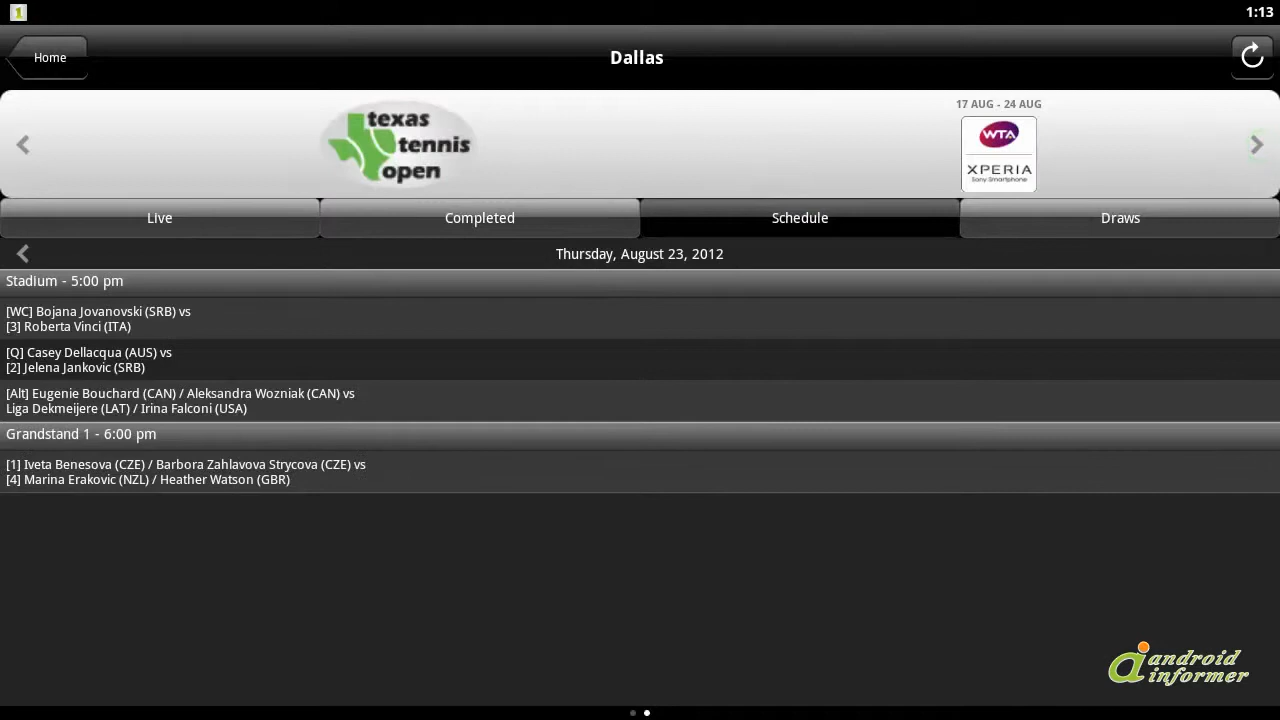 1
1:13
Home
Dallas
texas
tennis
open
17 AUG - 24 AUG
WTA
XPERIA
Sony Smartphone
Live
Completed
Schedule
Draws
Thursday, August 23, 2012
Stadium - 5:00 pm
[WC] Bojana Jovanovski (SRB) vs
[3] Roberta Vinci (ITA)
[Q] Casey Dellacqua (AUS) vs
[2] Jelena Jankovic (SRB)
[Alt] Eugenie Bouchard (CAN) / Aleksandra Wozniak (CAN) vs
Liga Dekmeijere (LAT) / Irina Falconi (USA)
Grandstand 1 - 6:00 pm
[1] Iveta Benesova (CZE) / Barbora Zahlavova Strycova (CZE) vs
[4] Marina Erakovic (NZL) / Heather Watson (GBR)
android
informer